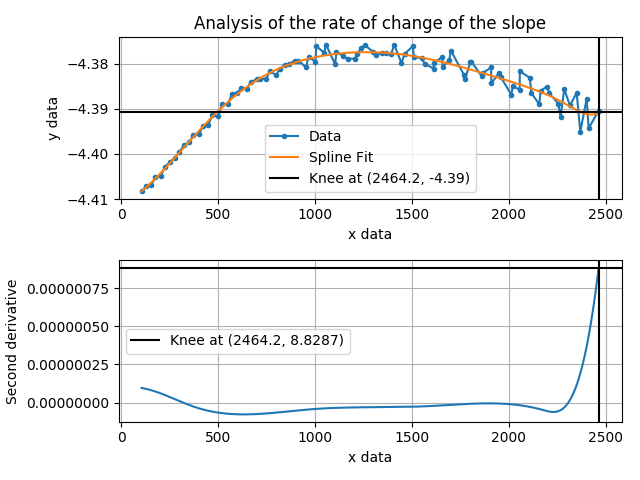 Analysis of the rate of change of the slope
−4.38
−4.39
−4.40
−4.41
y data
Data
Spline Fit
Knee at (2464.2, -4.39)
0 500 1000 1500 2000 2500
x data
0.00000075
0.00000050
0.00000025
0.00000000
Second derivative
Knee at (2464.2, 8.8287)
0 500 1000 1500 2000 2500
x data